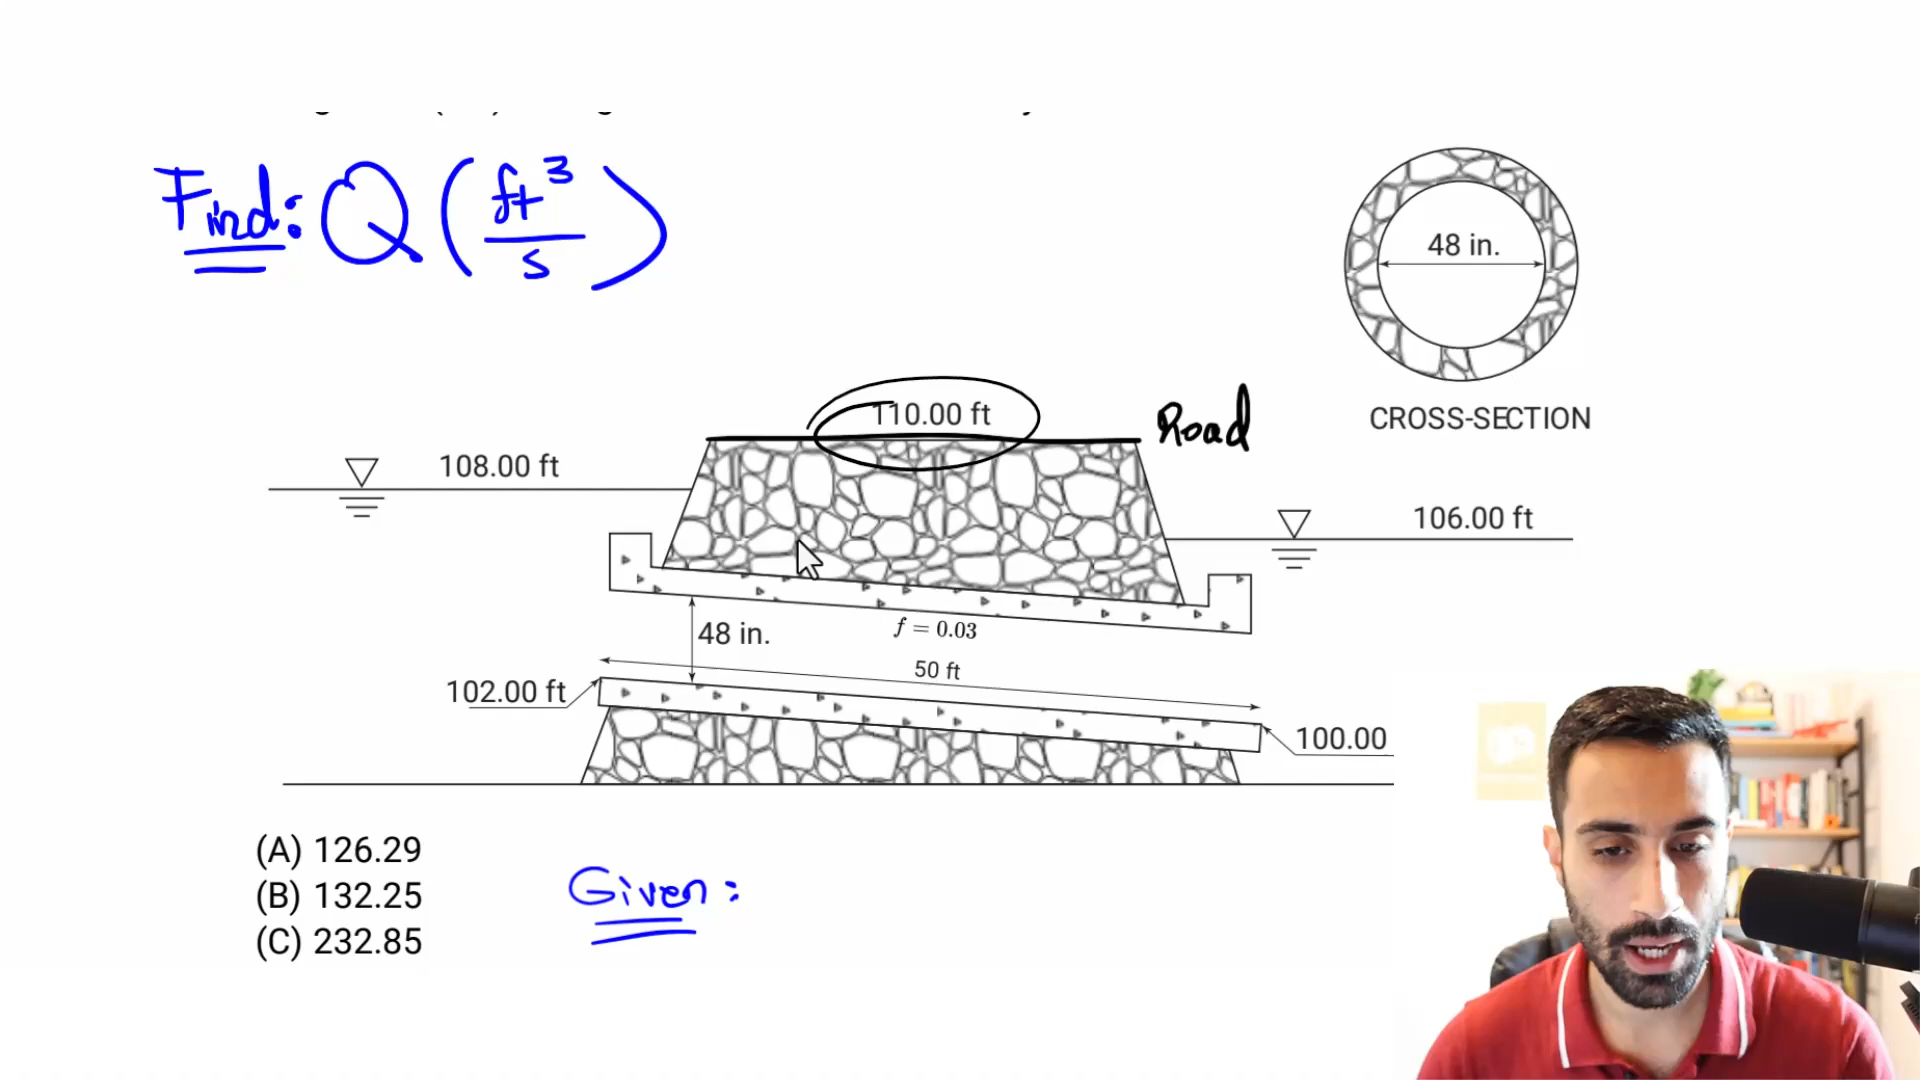 Find: Q (ft³/s)
48 in.
CROSS-SECTION
110.00 ft
Road
108.00 ft
106.00 ft
48 in.
f = 0.03
50 ft
102.00 ft
100.00
(A) 126.29
(B) 132.25
(C) 232.85
Given: